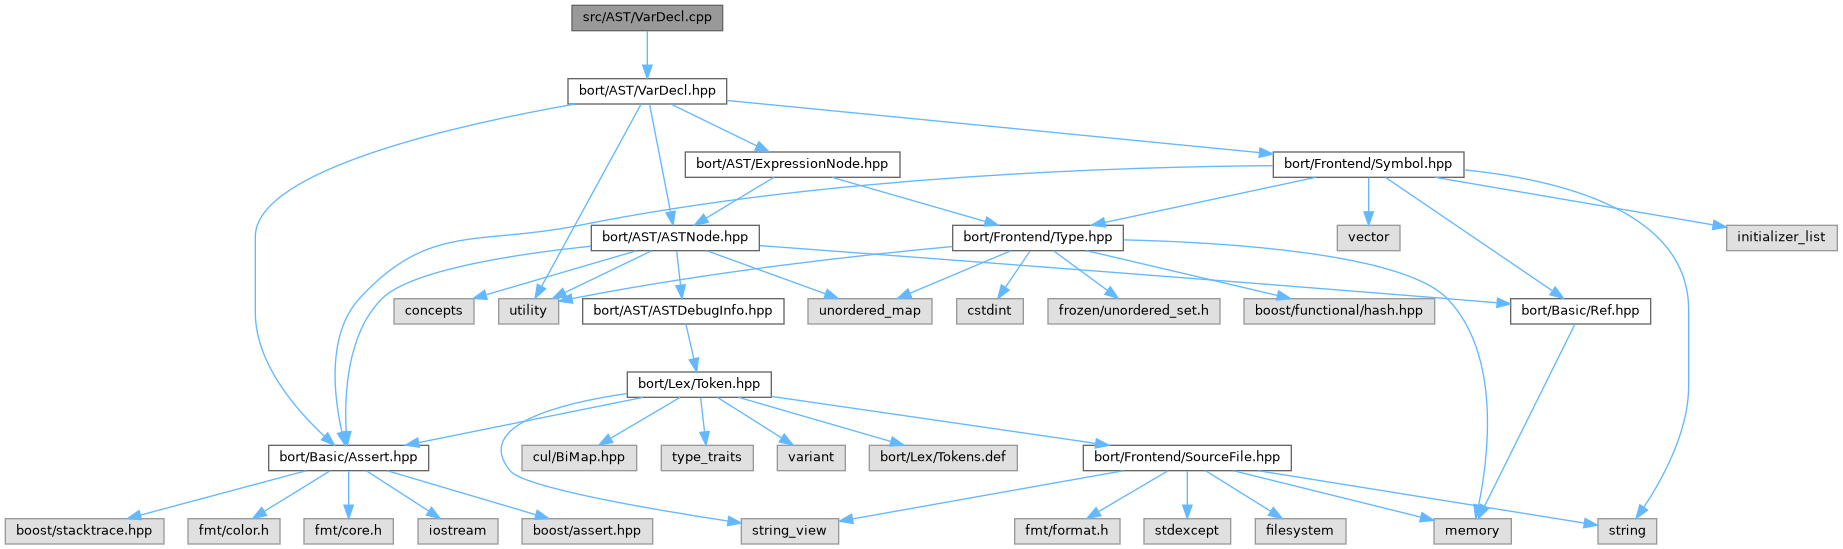 src/AST/VarDecl.cpp
bort/AST/VarDecl.hpp
bort/AST/ExpressionNode.hpp
bort/Frontend/Symbol.hpp
bort/AST/ASTNode.hpp
bort/Frontend/Type.hpp
vector
initializer_list
concepts
utility
bort/AST/ASTDebugInfo.hpp
unordered_map
cstdint
frozen/unordered_set.h
boost/functional/hash.hpp
bort/Basic/Ref.hpp
bort/Lex/Token.hpp
bort/Basic/Assert.hpp
cul/BiMap.hpp
type_traits
variant
bort/Lex/Tokens.def
bort/Frontend/SourceFile.hpp
boost/stacktrace.hpp
fmt/color.h
fmt/core.h
iostream
boost/assert.hpp
string_view
fmt/format.h
stdexcept
filesystem
memory
string